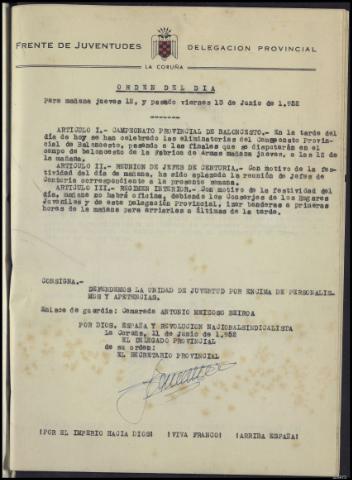 FRENTE DE JUVENTUDES DELEGACION PROVINCIAL
LA CORUÑA
ORDEN DEL DIA
para mañana jueves 12, y pasado viernes 13 de Junio de 1.952
ARTICULO I.- CAMPEONATO PROVINCIAL DE BALONCESTO.- En la tarde del
dia de hoy se han celebrado las eliminatorias del Campeonato Provin-
cial de Baloncesto, pasando a las finales que se disputarán en el
campo de baloncesto de la Fabrica de Armas mañana jueves, a las 12 de
la mañana.
ARTICULO II.- REUNION DE JEFES DE CENTURIA.- Con motivo de la fes-
tividad del dia de mañana, ha sido aplazada la reunión de Jefes de
Centuria correspondiente a la presente semana.
ARTICULO III.- REGIMEN INTERIOR.- Con motivo de la festividad del
dia, mañana no habrá oficina, debiendo los Conserjes de los Hogares
Juveniles y de esta Delegación Provincial, izar banderas a primeras
horas de la mañana para arriarlas a últimas de la tarde.
CONSIGNA.-
DEFENDEMOS LA UNIDAD DE JUVENTUD POR ENCIMA DE PERSONALIS-
MOS Y APETENCIAS.
Enlace de guardia: Camarada ANTONIO MEIZOSO BEIROA
POR DIOS, ESPAÑA Y REVOLUCION NACIONALSINDICALISTA
La Coruña, 11 de Junio de 1.952
EL DELEGADO PROVINCIAL
de su orden:
EL SECRETARIO PROVINCIAL
¡POR EL IMPERIO HACIA DIOS! ¡VIVA FRANCO! ¡ARRIBA ESPAÑA!